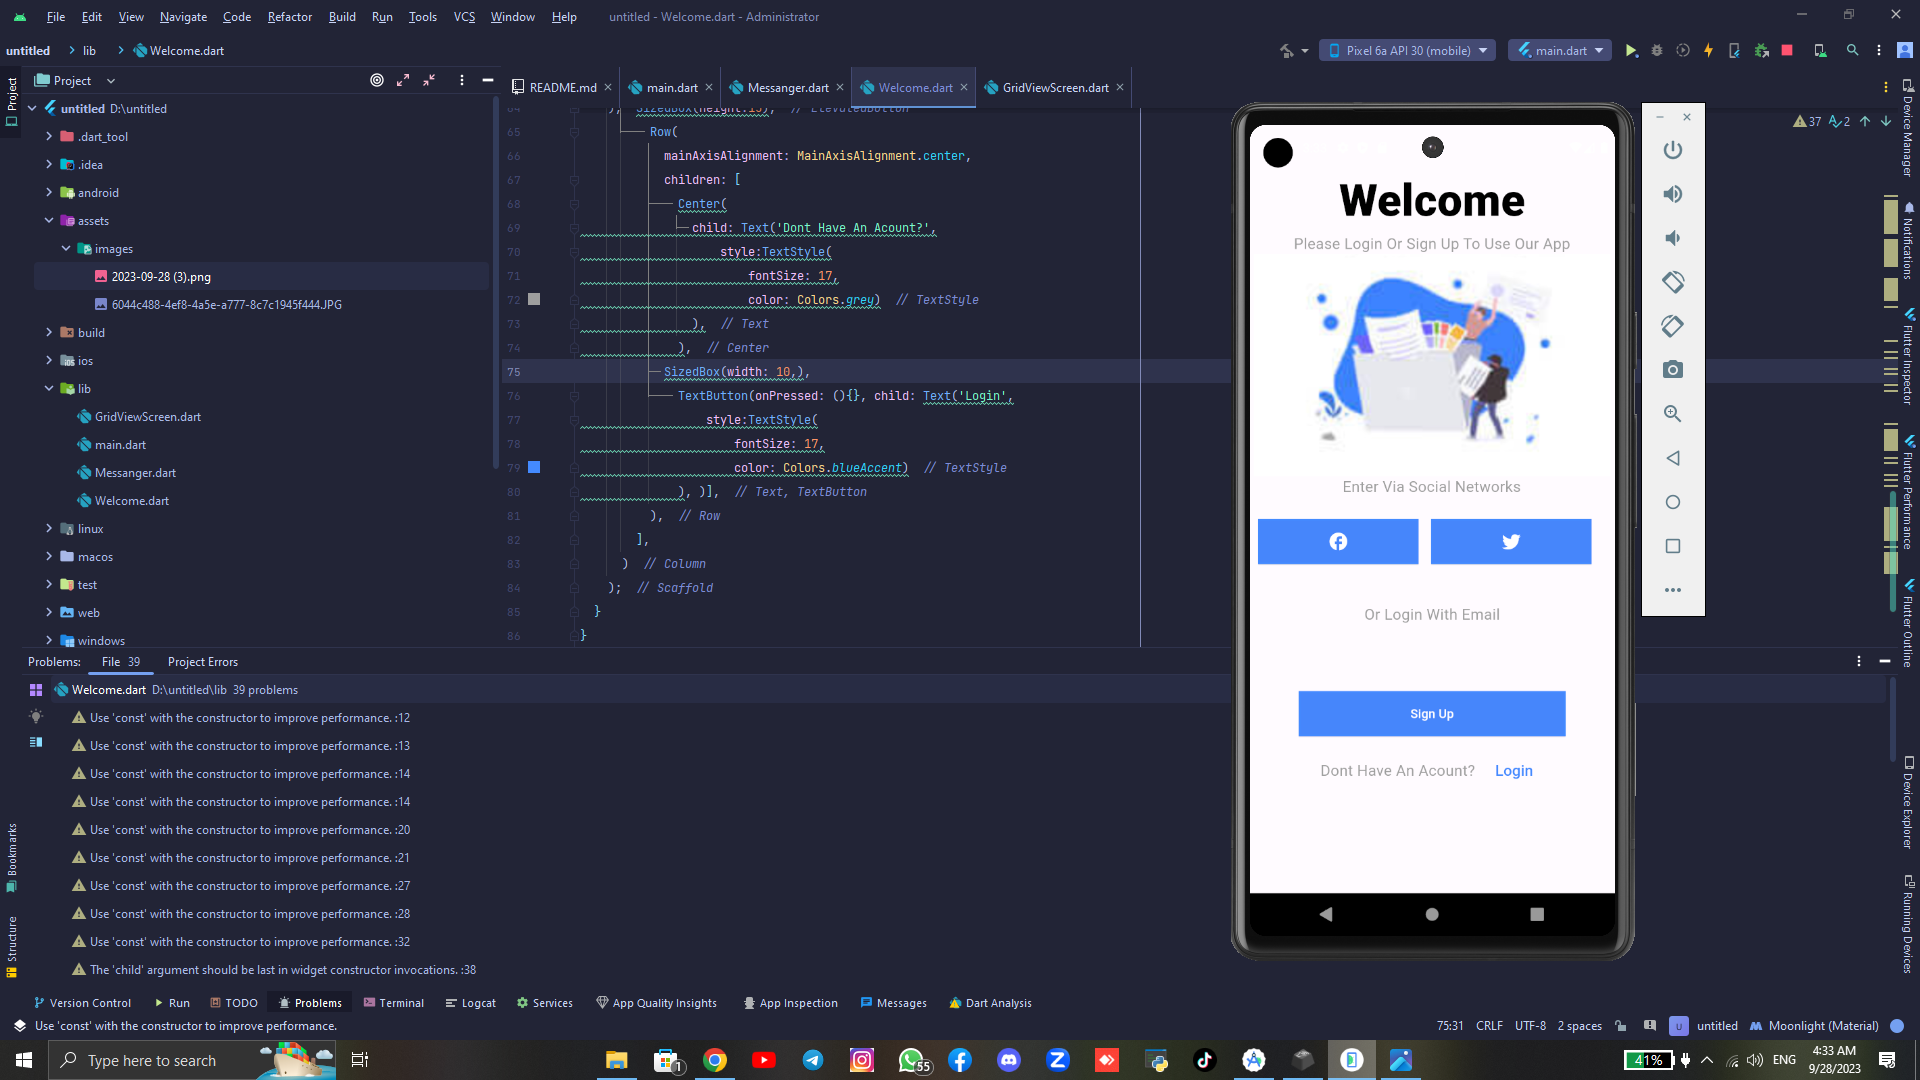 File Edit View Navigate Code Refactor Build Run Tools VCS Window Help untitled - Welcome.dart - Administrator
untitled lib Welcome.dart
Pixel 6a API 30 (mobile) main.dart
Project
README.md main.dart Messanger.dart Welcome.dart GridViewScreen.dart
untitled D:\untitled
.dart_tool
.idea
android
assets
images
2023-09-28 (3).png
6044c488-4ef8-4a5e-a777-8c7c1945f444.JPG
build
ios
lib
GridViewScreen.dart
main.dart
Messanger.dart
Welcome.dart
linux
macos
test
web
windows
64 ), SizedBox(height:15), // ElevatedButton
65 Row(
66 mainAxisAlignment: MainAxisAlignment.center,
67 children: [
68 Center(
69 child: Text('Dont Have An Acount?',
70 style:TextStyle(
71 fontSize: 17,
72 color: Colors.grey) // TextStyle
73 ), // Text
74 ), // Center
75 SizedBox(width: 10,),
76 TextButton(onPressed: (){}, child: Text('Login',
77 style:TextStyle(
78 fontSize: 17,
79 color: Colors.blueAccent) // TextStyle
80 ), )], // Text, TextButton
81 ), // Row
82 ],
83 ) // Column
84 ); // Scaffold
85 }
86 }
37 2
Welcome
Please Login Or Sign Up To Use Our App
Enter Via Social Networks
Or Login With Email
Sign Up
Dont Have An Acount? Login
Project
Bookmarks
Structure
Device Manager
Notifications
Flutter Inspector
Flutter Performance
Flutter Outline
Device Explorer
Running Devices
Problems: File 39 Project Errors
Welcome.dart D:\untitled\lib 39 problems
Use 'const' with the constructor to improve performance. :12
Use 'const' with the constructor to improve performance. :13
Use 'const' with the constructor to improve performance. :14
Use 'const' with the constructor to improve performance. :14
Use 'const' with the constructor to improve performance. :20
Use 'const' with the constructor to improve performance. :21
Use 'const' with the constructor to improve performance. :27
Use 'const' with the constructor to improve performance. :28
Use 'const' with the constructor to improve performance. :32
The 'child' argument should be last in widget constructor invocations. :38
Version Control Run TODO Problems Terminal Logcat Services App Quality Insights App Inspection Messages Dart Analysis
Use 'const' with the constructor to improve performance.
75:31 CRLF UTF-8 2 spaces U untitled Moonlight (Material)
Type here to search
1
55
41%
ENG
4:33 AM
9/28/2023